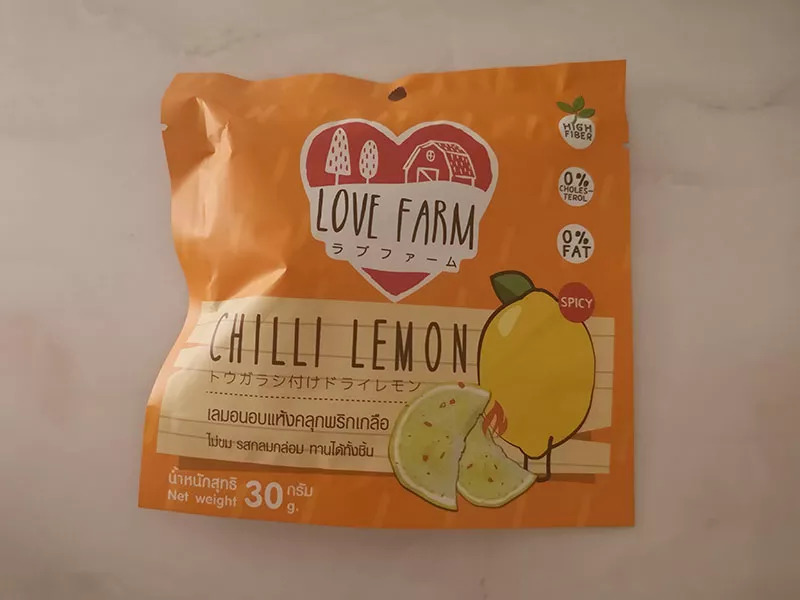 HIGH
FIBER
0%
CHOLES-
TEROL
0%
FAT
LOVE FARM
ラブファーム
SPICY
CHILLI LEMON
トウガラシ付けドライレモン
เลมอนอบแห้งคลุกพริกเกลือ
ไม่ขม รสกลมกล่อม ทานได้ทั้งชิ้น
น้ำหนักสุทธิ 30 กรัม
Net weight g.